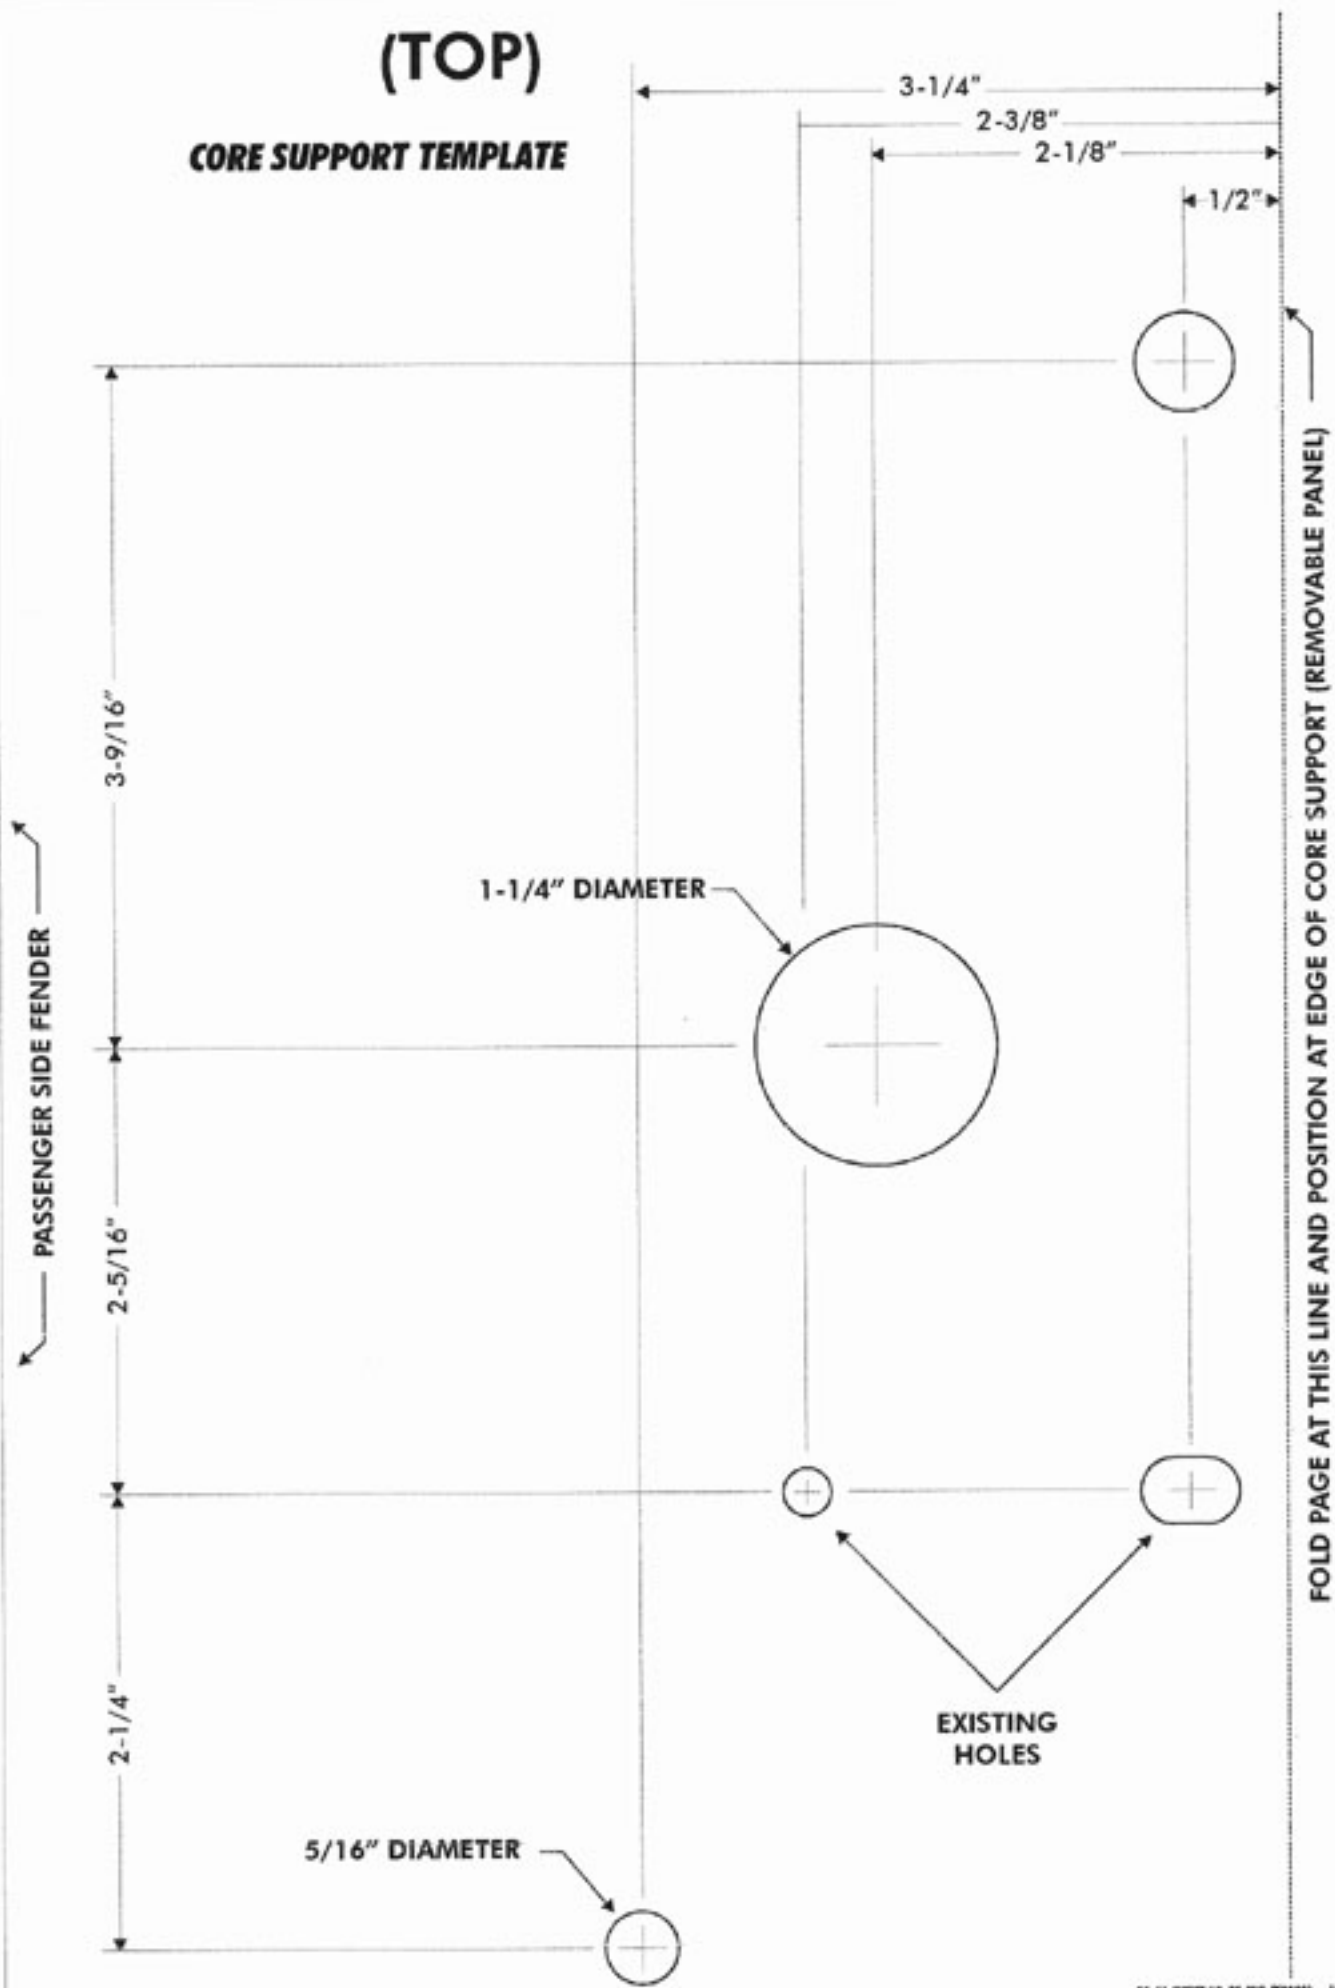 (TOP)
CORE SUPPORT TEMPLATE
3-1/4"
2-3/8"
2-1/8"
1/2"
3-9/16"
1-1/4" DIAMETER
PASSENGER SIDE FENDER
FOLD PAGE AT THIS LINE AND POSITION AT EDGE OF CORE SUPPORT (REMOVABLE PANEL)
2-5/16"
2-1/4"
EXISTING
HOLES
5/16" DIAMETER